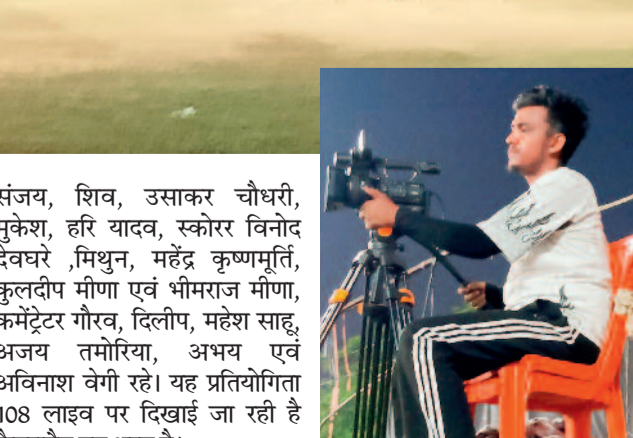 संजय, शिव, उसाकर चौधरी,
मुकेश, हरि यादव, स्कोरर विनोद
देवघरे ,मिथुन, महेंद्र कृष्णमूर्ति,
कुलदीप मीणा एवं भीमराज मीणा,
कमेंट्रेटर गौरव, दिलीप, महेश साहू,
अजय तमोरिया, अभय एवं
अविनाश वेगी रहे। यह प्रतियोगिता
108 लाइव पर दिखाई जा रही है